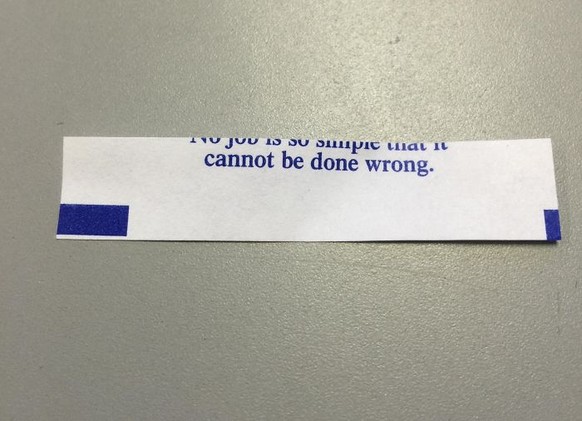 No job is so simple that it
cannot be done wrong.